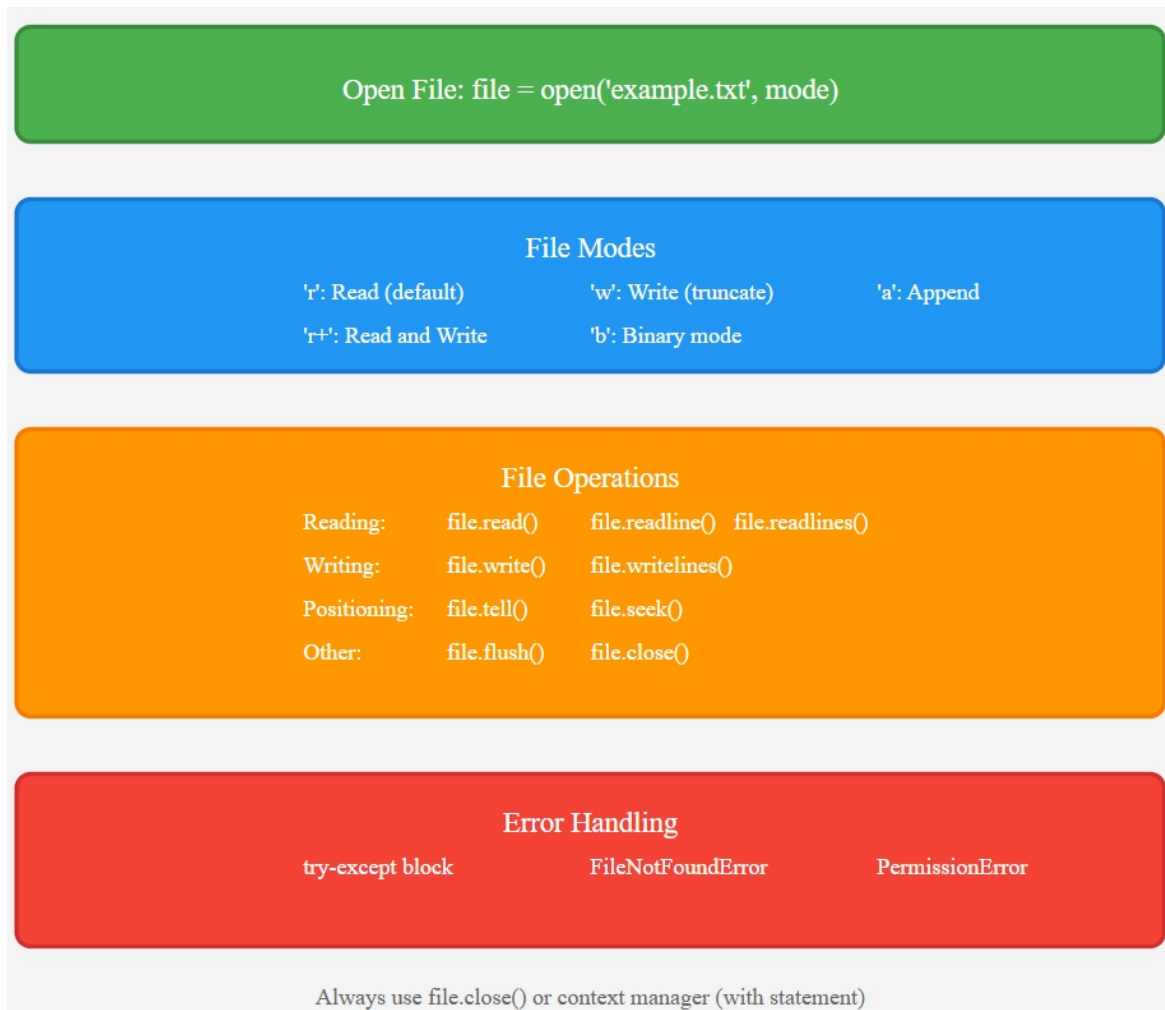 Open File: file = open('example.txt', mode)
File Modes
'r': Read (default) 'w': Write (truncate) 'a': Append
'r+': Read and Write 'b': Binary mode
File Operations
Reading: file.read() file.readline() file.readlines()
Writing: file.write() file.writelines()
Positioning: file.tell() file.seek()
Other: file.flush() file.close()
Error Handling
try-except block FileNotFoundError PermissionError
Always use file.close() or context manager (with statement)